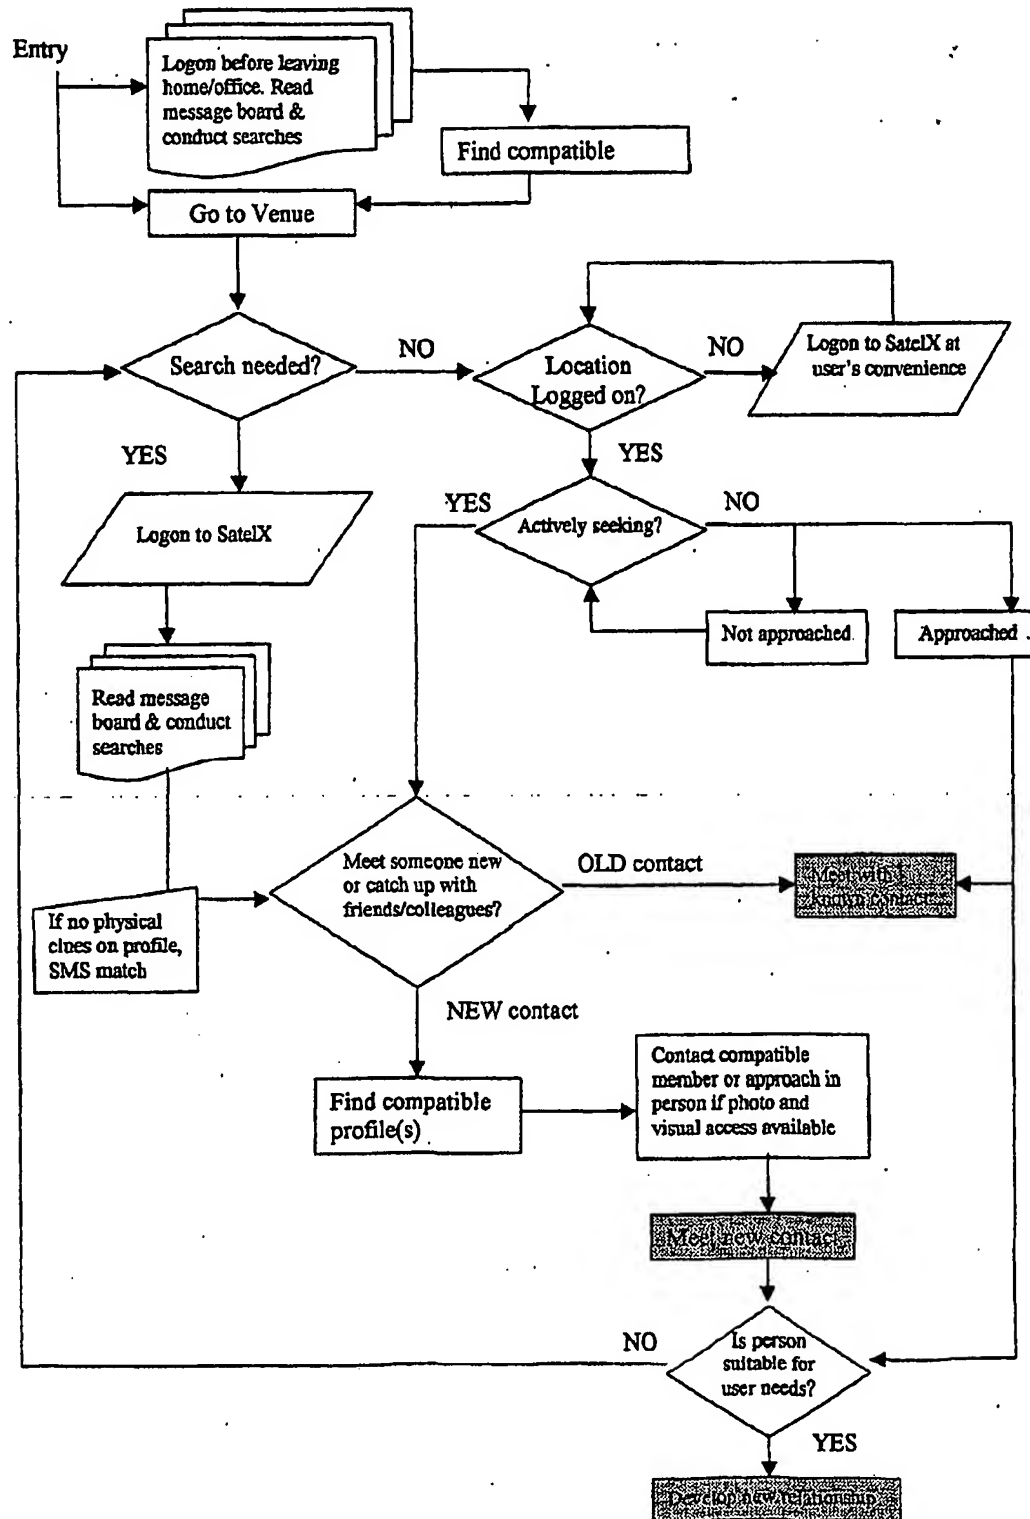 Entry
Logon before leaving
home/office. Read
message board &
conduct searches
Find compatible
Go to Venue
Search needed?
NO
Location
Logged on?
NO
Logon to SatelX at
user's convenience
YES
YES
Logon to SatelX
YES
Actively seeking?
NO
Not approached
Approached
Read message
board & conduct
searches
Meet someone new
or catch up with
friends/colleagues?
OLD contact
Meet with
known contact
If no physical
clues on profile,
SMS match
NEW contact
Find compatible
profile(s)
Contact compatible
member or approach in
person if photo and
visual access available
Meet new contact
NO
Is person
suitable for
user needs?
YES
Develop new relationship